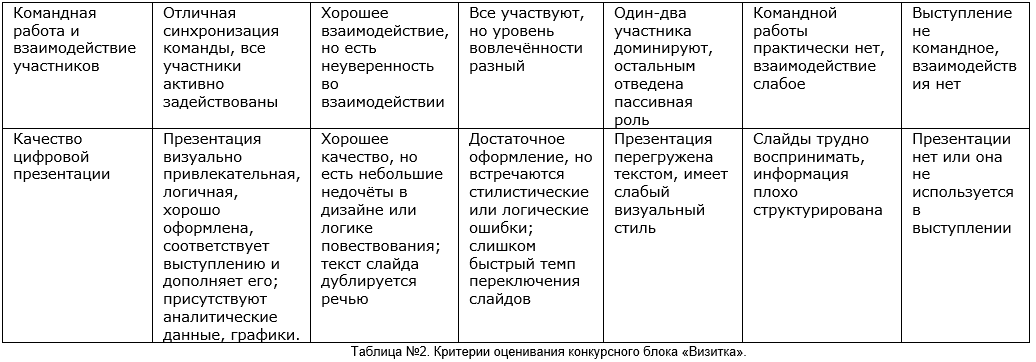 Командная
работа и
взаимодействие
участников
Отличная
синхронизация
команды, все
участники
активно
задействованы
Хорошее
взаимодействие,
но есть
неуверенность
во
взаимодействии
Все участвуют,
но уровень
вовлечённости
разный
Один-два
участника
доминируют,
остальным
отведена
пассивная
роль
Командной
работы
практически нет,
взаимодействие
слабое
Выступление
не
командное,
взаимодейств
ия нет
Качество
цифровой
презентации
Презентация
визуально
привлекательная,
логичная,
хорошо
оформлена,
соответствует
выступлению и
дополняет его;
присутствуют
аналитические
данные, графики.
Хорошее
качество, но
есть небольшие
недочёты в
дизайне или
логике
повествования;
текст слайда
дублируется
речью
Достаточное
оформление, но
встречаются
стилистические
или логические
ошибки;
слишком
быстрый темп
переключения
слайдов
Презентация
перегружена
текстом, имеет
слабый
визуальный
стиль
Слайды трудно
воспринимать,
информация
плохо
структурирована
Презентации
нет или она
не
используется
в
выступлении
Таблица №2. Критерии оценивания конкурсного блока «Визитка».